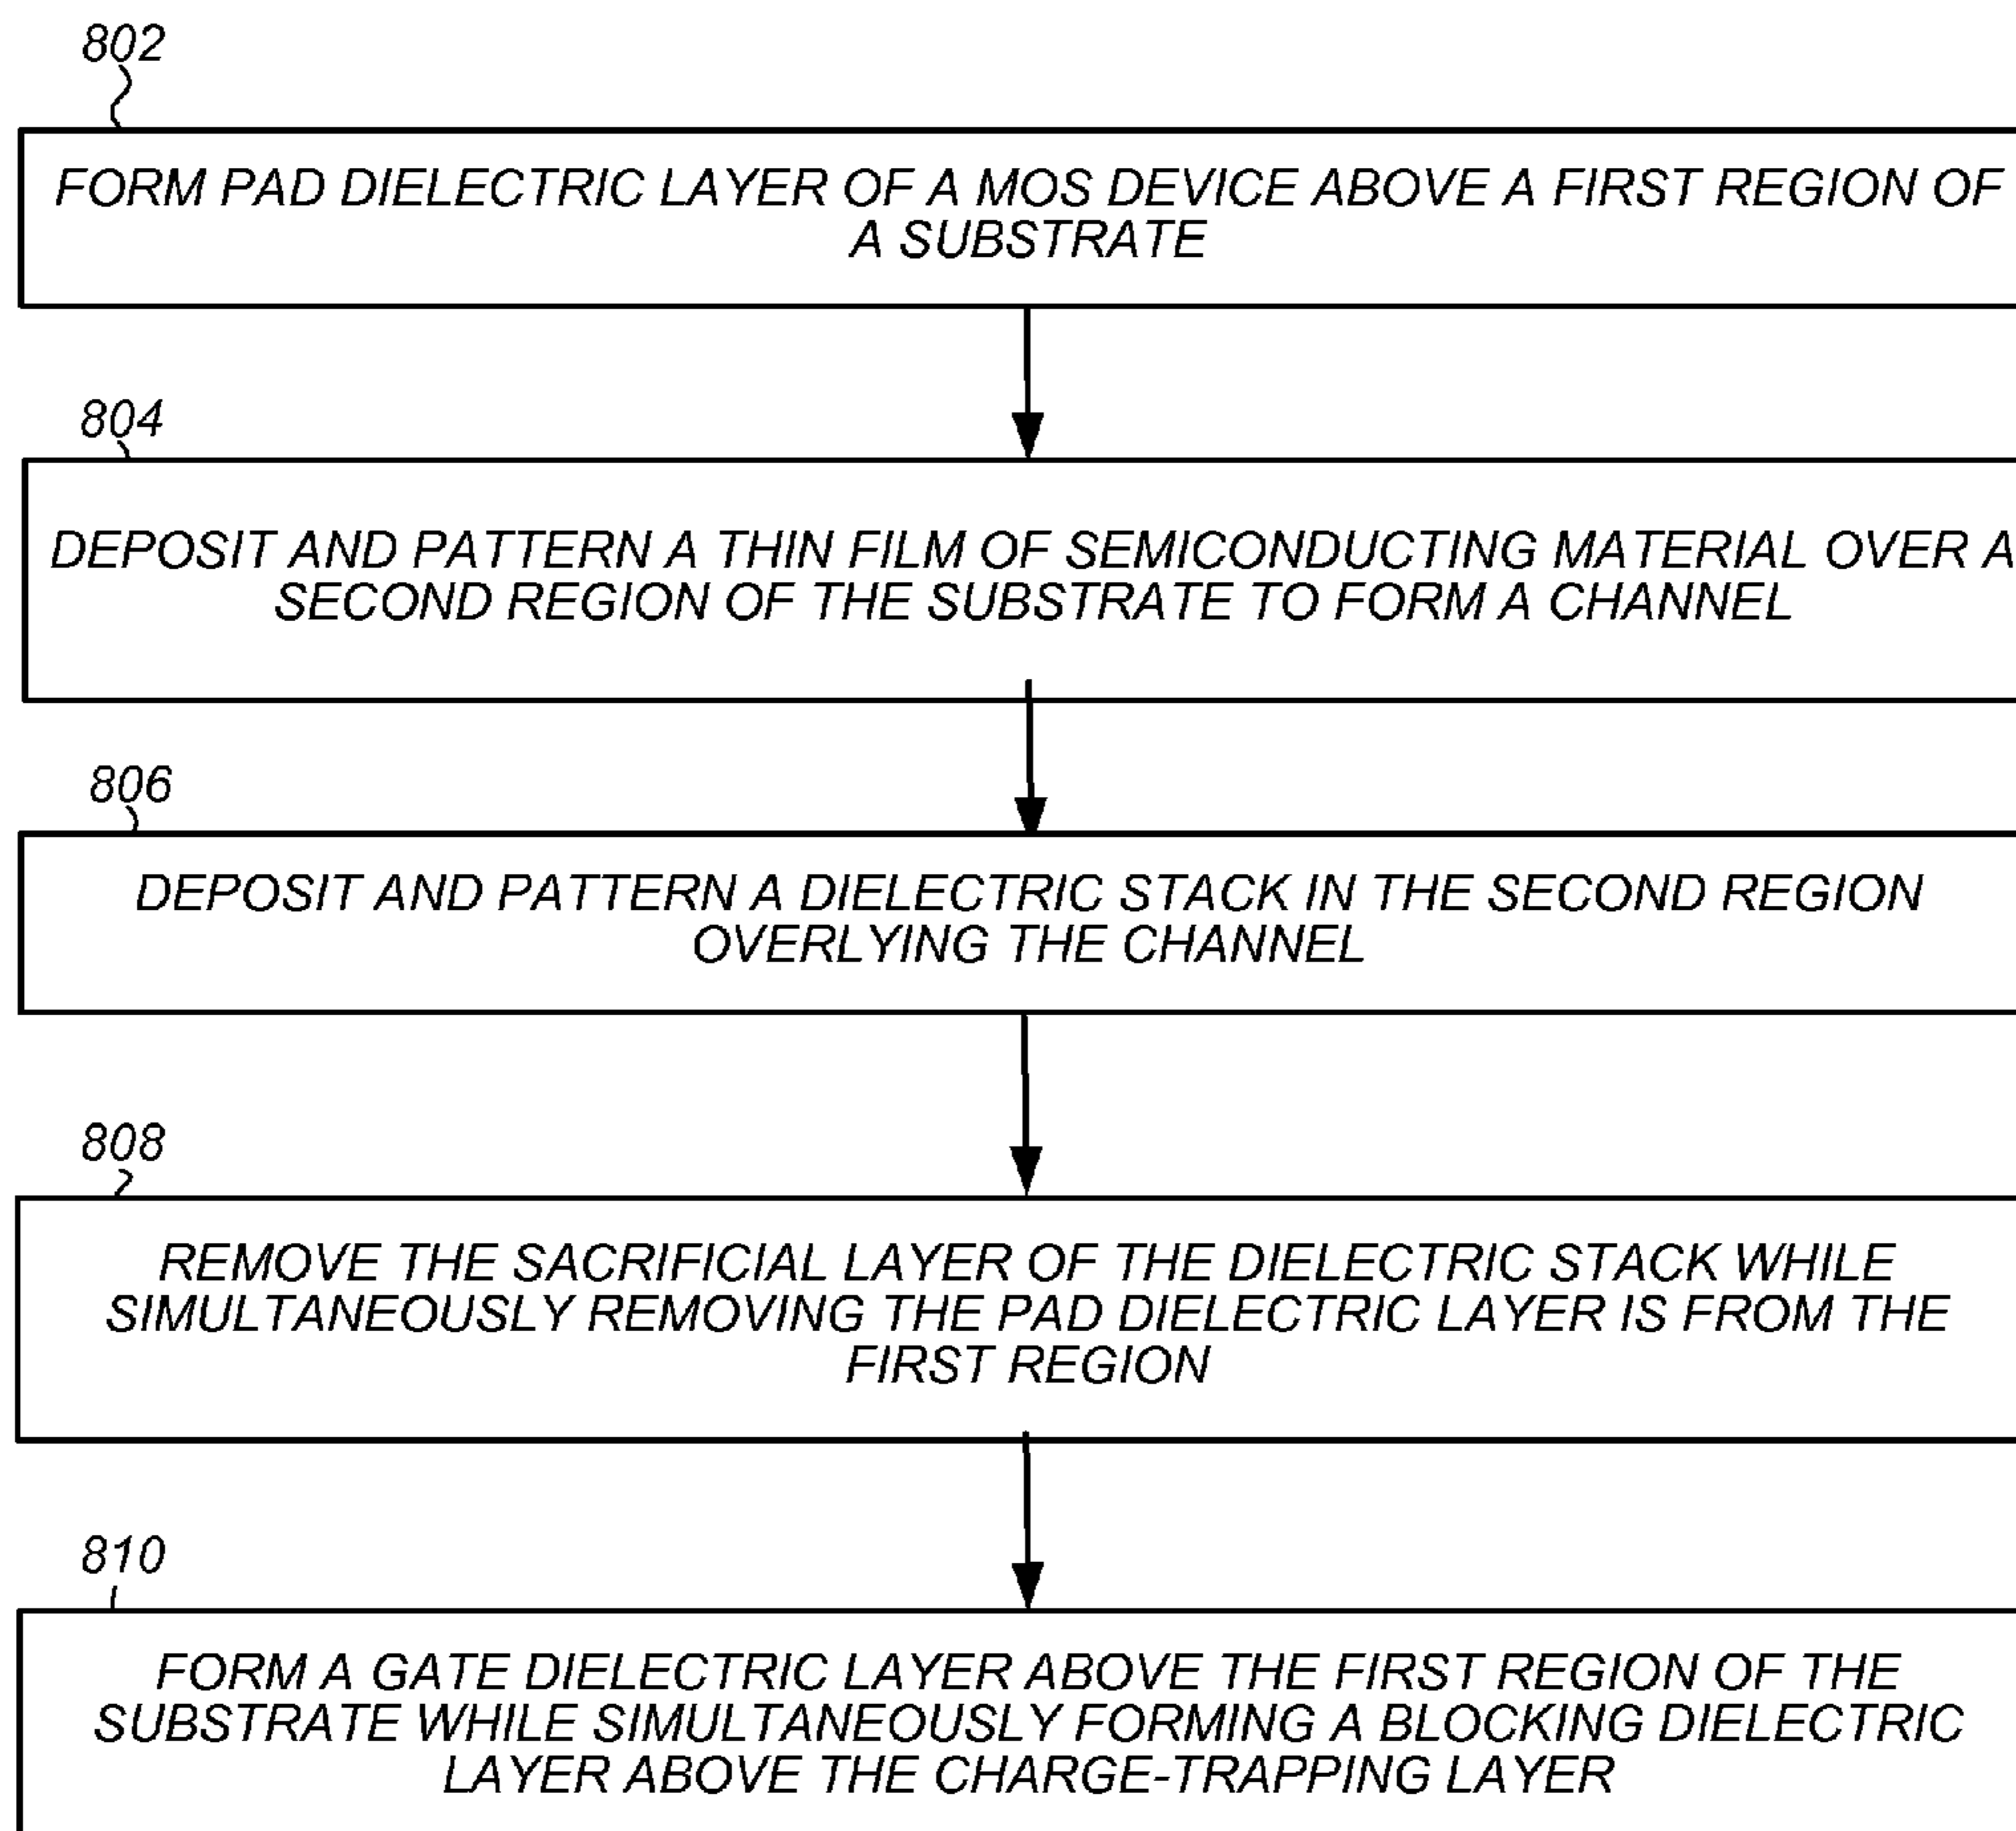 802
FORM PAD DIELECTRIC LAYER OF A MOS DEVICE ABOVE A FIRST REGION OF
A SUBSTRATE
804
DEPOSIT AND PATTERN A THIN FILM OF SEMICONDUCTING MATERIAL OVER A
SECOND REGION OF THE SUBSTRATE TO FORM A CHANNEL
806
DEPOSIT AND PATTERN A DIELECTRIC STACK IN THE SECOND REGION
OVERLYING THE CHANNEL
808
REMOVE THE SACRIFICIAL LAYER OF THE DIELECTRIC STACK WHILE
SIMULTANEOUSLY REMOVING THE PAD DIELECTRIC LAYER IS FROM THE
FIRST REGION
810
FORM A GATE DIELECTRIC LAYER ABOVE THE FIRST REGION OF THE
SUBSTRATE WHILE SIMULTANEOUSLY FORMING A BLOCKING DIELECTRIC
LAYER ABOVE THE CHARGE-TRAPPING LAYER